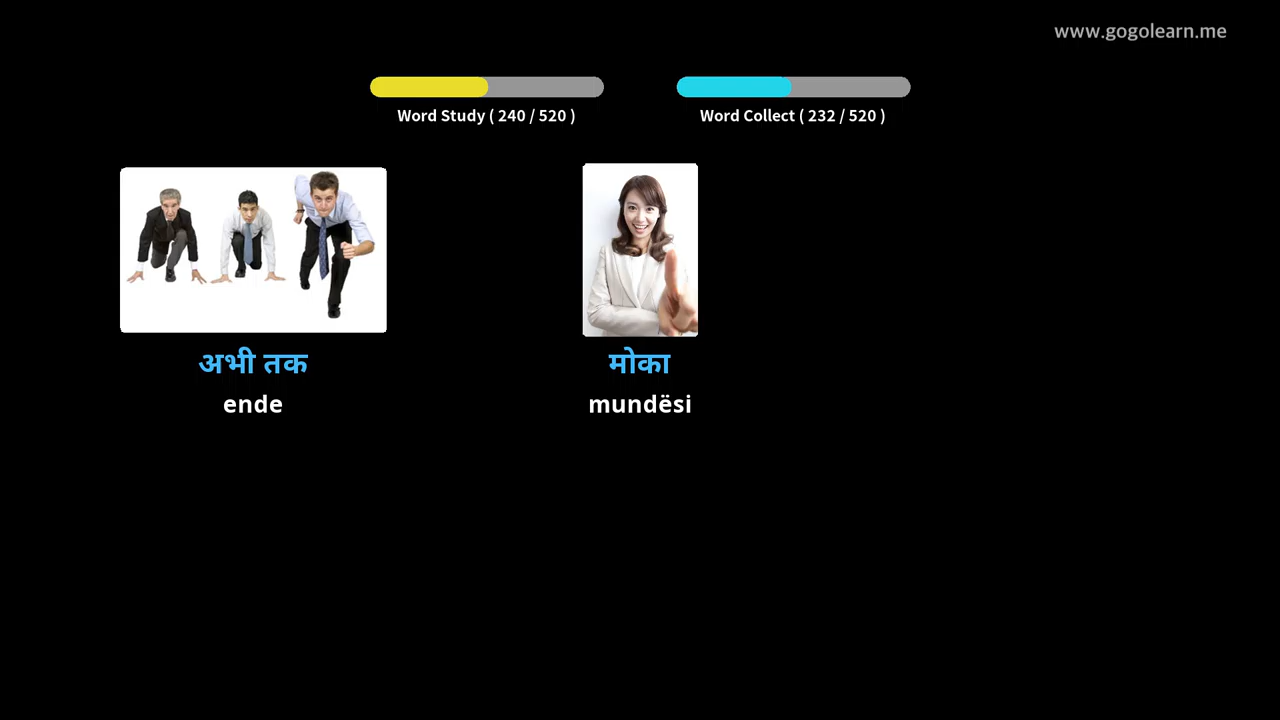 www.gogolearn.me
Word Study ( 240 / 520 )
Word Collect ( 232 / 520 )
अभी तक
ende
मोका
mundësi